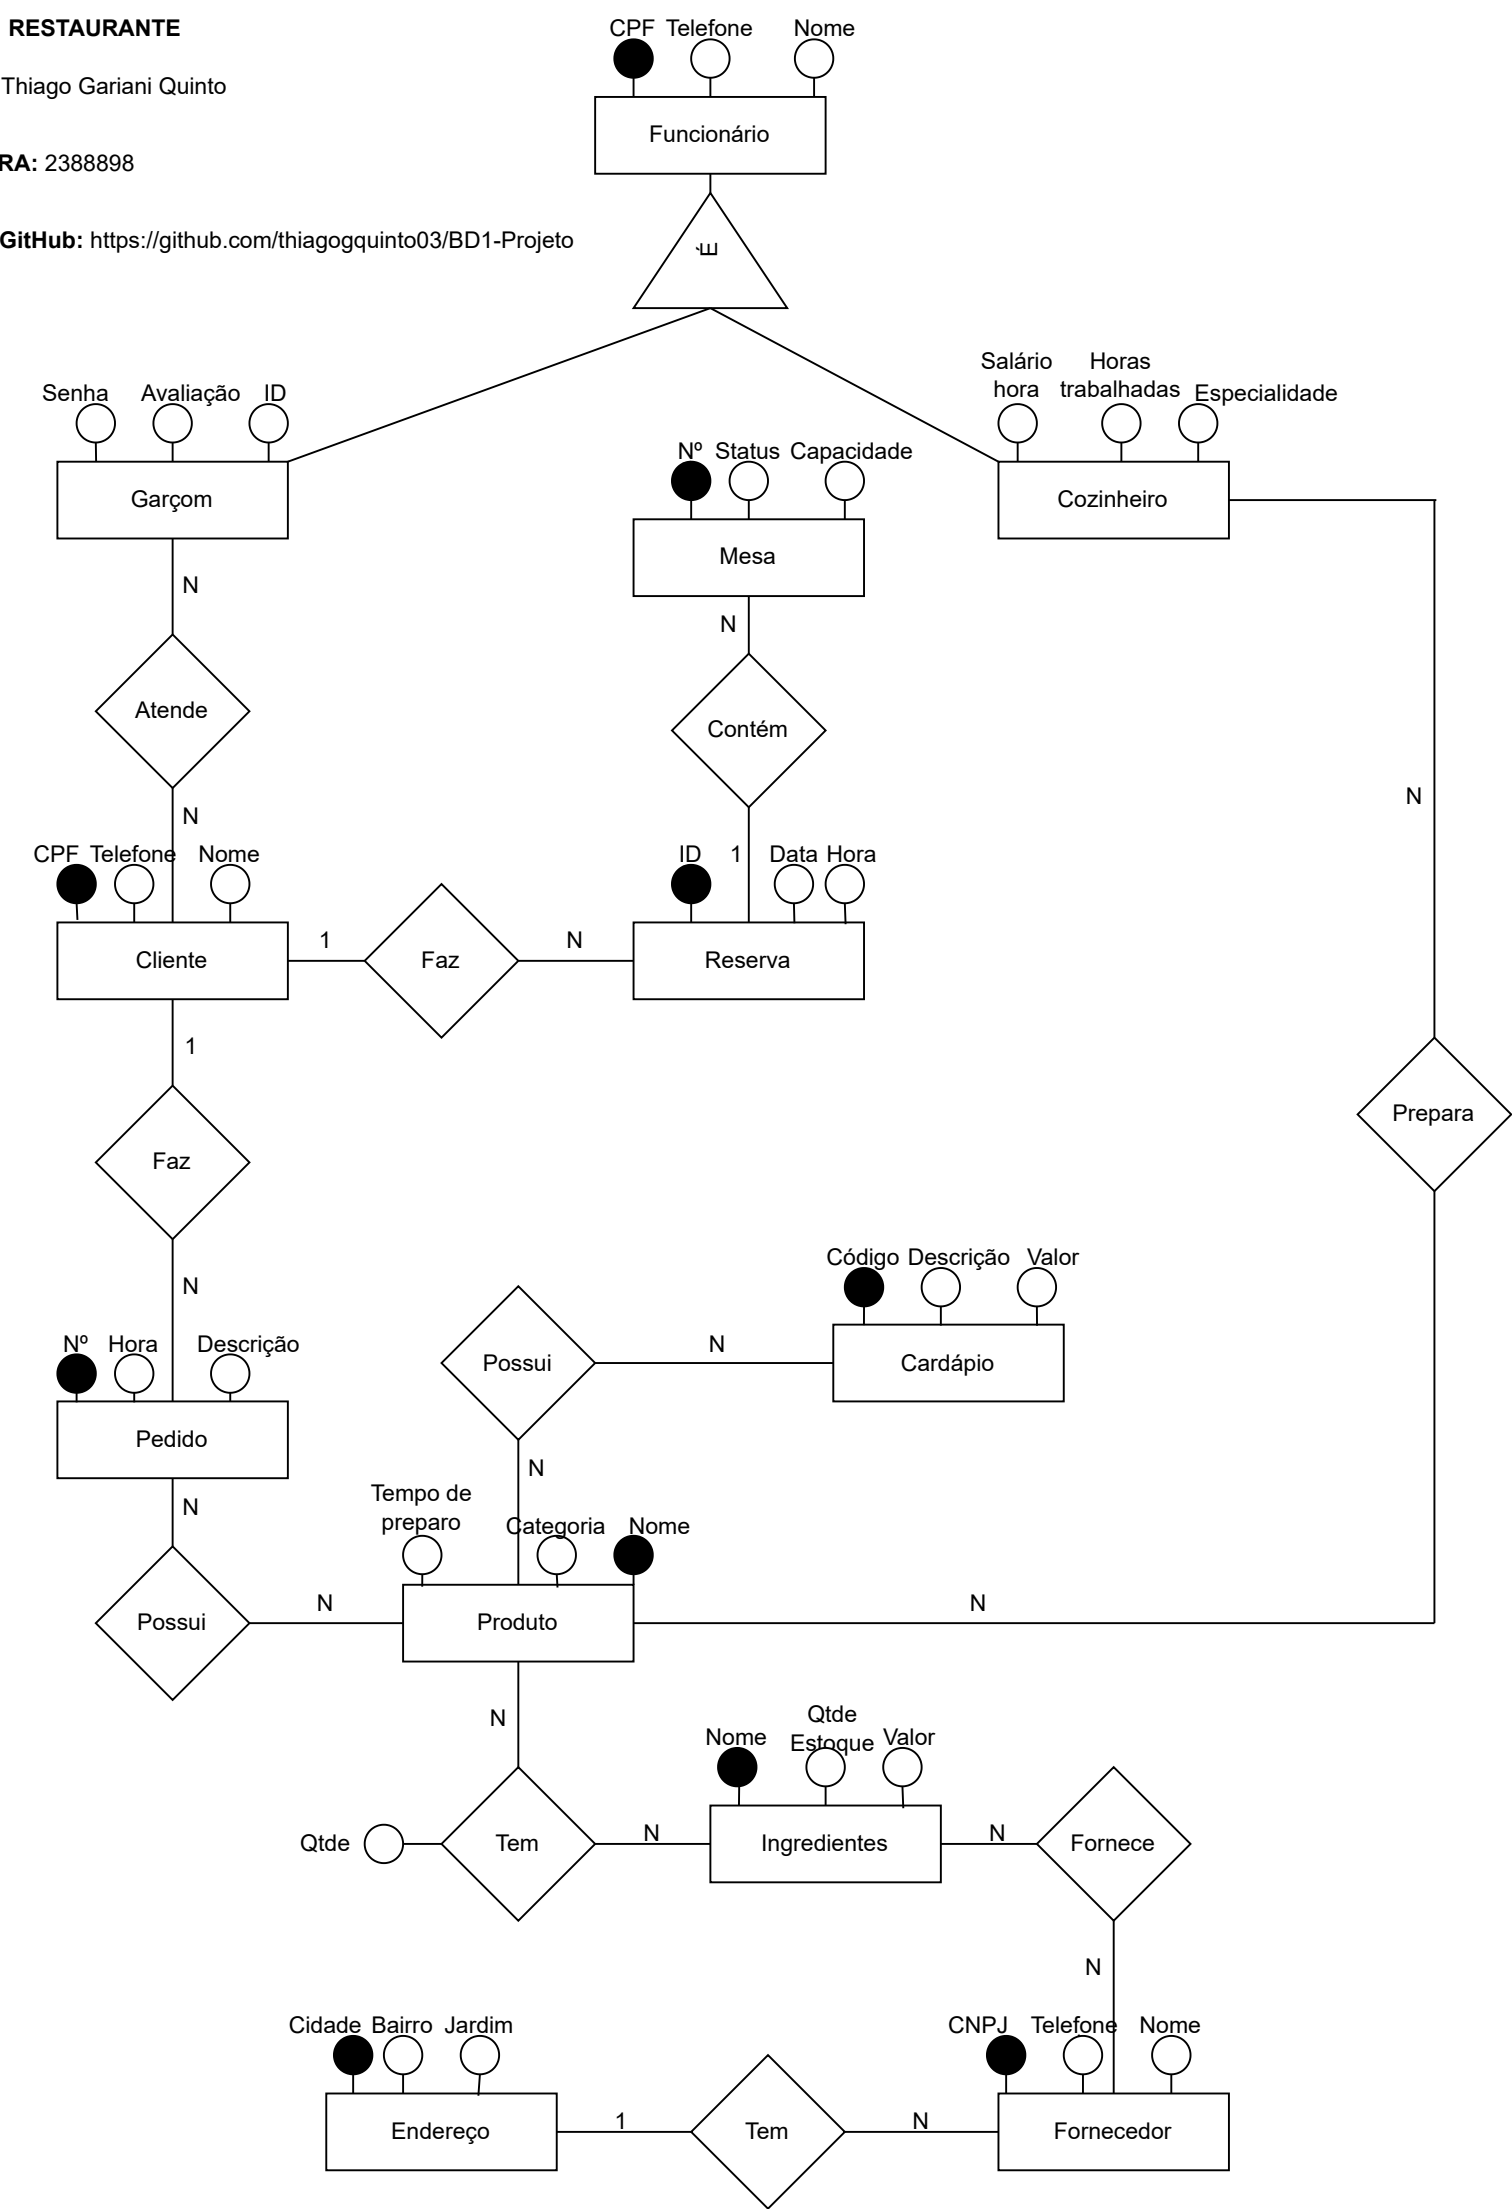 RESTAURANTE
Thiago Gariani Quinto
RA: 2388898
GitHub: https://github.com/thiagogquinto03/BD1-Projeto
CPF Telefone Nome
Funcionário
É
Senha Avaliação ID
Garçom
Salário
hora
Horas
trabalhadas
Especialidade
Cozinheiro
Nº Status Capacidade
Mesa
N
N
Atende
Contém
N
N
CPF Telefone Nome
ID 1 Data Hora
Cliente
1
Faz
N
Reserva
1
Prepara
Faz
N
Código Descrição Valor
Nº Hora Descrição
Possui
N
Cardápio
Pedido
N
N
Tempo de
preparo
Categoria Nome
Possui
N
Produto
N
N
Nome
Qtde
Estoque
Valor
Qtde
Tem
N
Ingredientes
N
Fornece
N
Cidade Bairro Jardim
CNPJ Telefone Nome
Endereço
1
Tem
N
Fornecedor